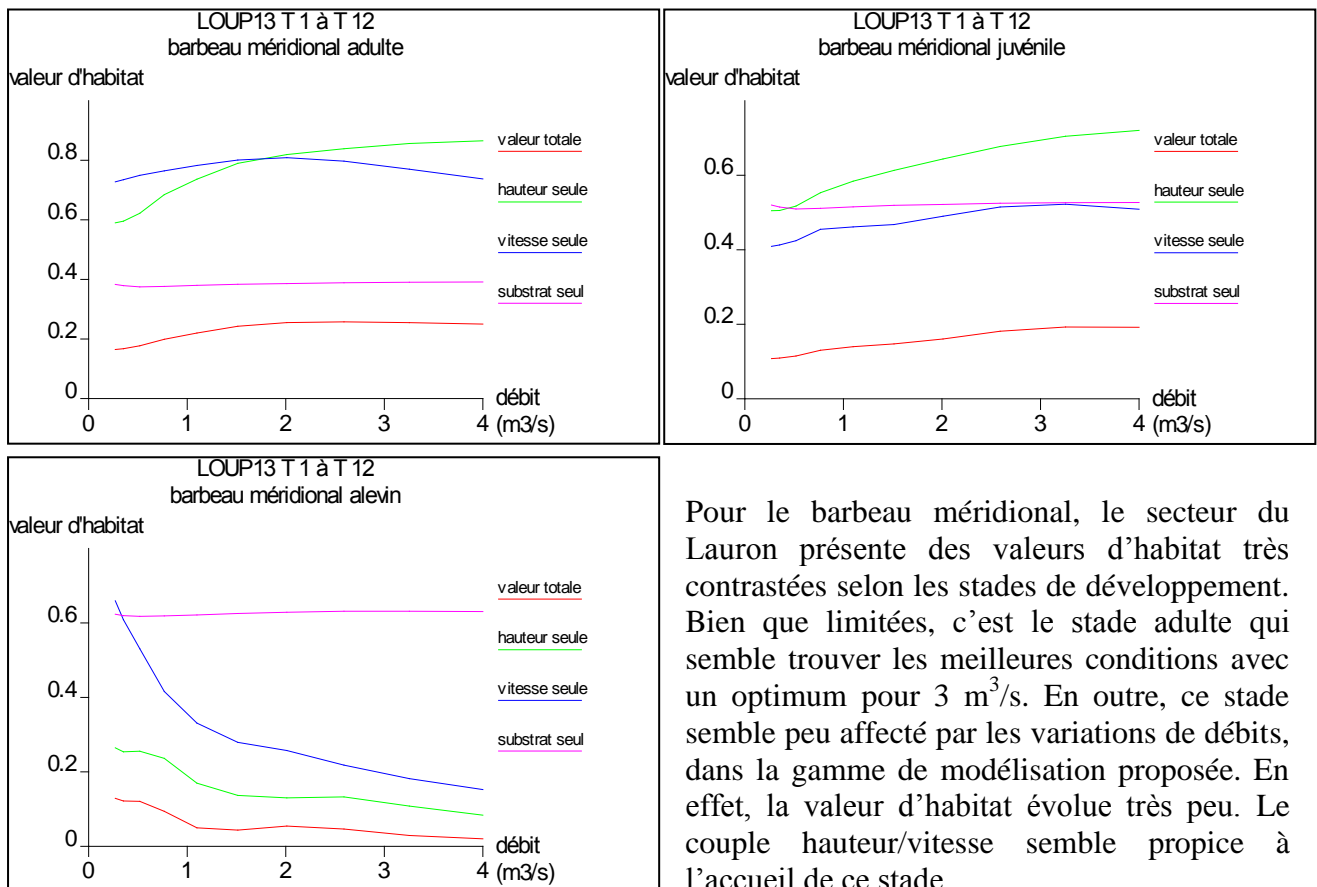 LOUP13 T 1 à T 12
barbeau méridional adulte
valeur d'habitat
valeur totale
hauteur seule
vitesse seule
substrat seul
0.8
0.6
0.4
0.2
0
0 1 2 3 4
débit
(m3/s)
LOUP13 T 1 à T 12
barbeau méridional juvénile
valeur d'habitat
valeur totale
hauteur seule
vitesse seule
substrat seul
0.6
0.4
0.2
0
0 1 2 3 4
débit
(m3/s)
LOUP13 T 1 à T 12
barbeau méridional alevin
valeur d'habitat
valeur totale
hauteur seule
vitesse seule
substrat seul
0.6
0.4
0.2
0
0 1 2 3 4
débit
(m3/s)
Pour le barbeau méridional, le secteur du
Lauron présente des valeurs d’habitat très
contrastées selon les stades de développement.
Bien que limitées, c’est le stade adulte qui
semble trouver les meilleures conditions avec
un optimum pour 3 m³/s. En outre, ce stade
semble peu affecté par les variations de débits,
dans la gamme de modélisation proposée. En
effet, la valeur d’habitat évolue très peu. Le
couple hauteur/vitesse semble propice à
l’accueil de ce stade